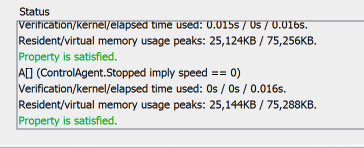 Status
Verification/kernel/elapsed time used: 0.015s / 0s / 0.016s.
Resident/virtual memory usage peaks: 25,124KB / 75,256KB.
Property is satisfied.
A[] (ControlAgent.Stopped imply speed == 0)
Verification/kernel/elapsed time used: 0s / 0s / 0.016s.
Resident/virtual memory usage peaks: 25,144KB / 75,288KB.
Property is satisfied.